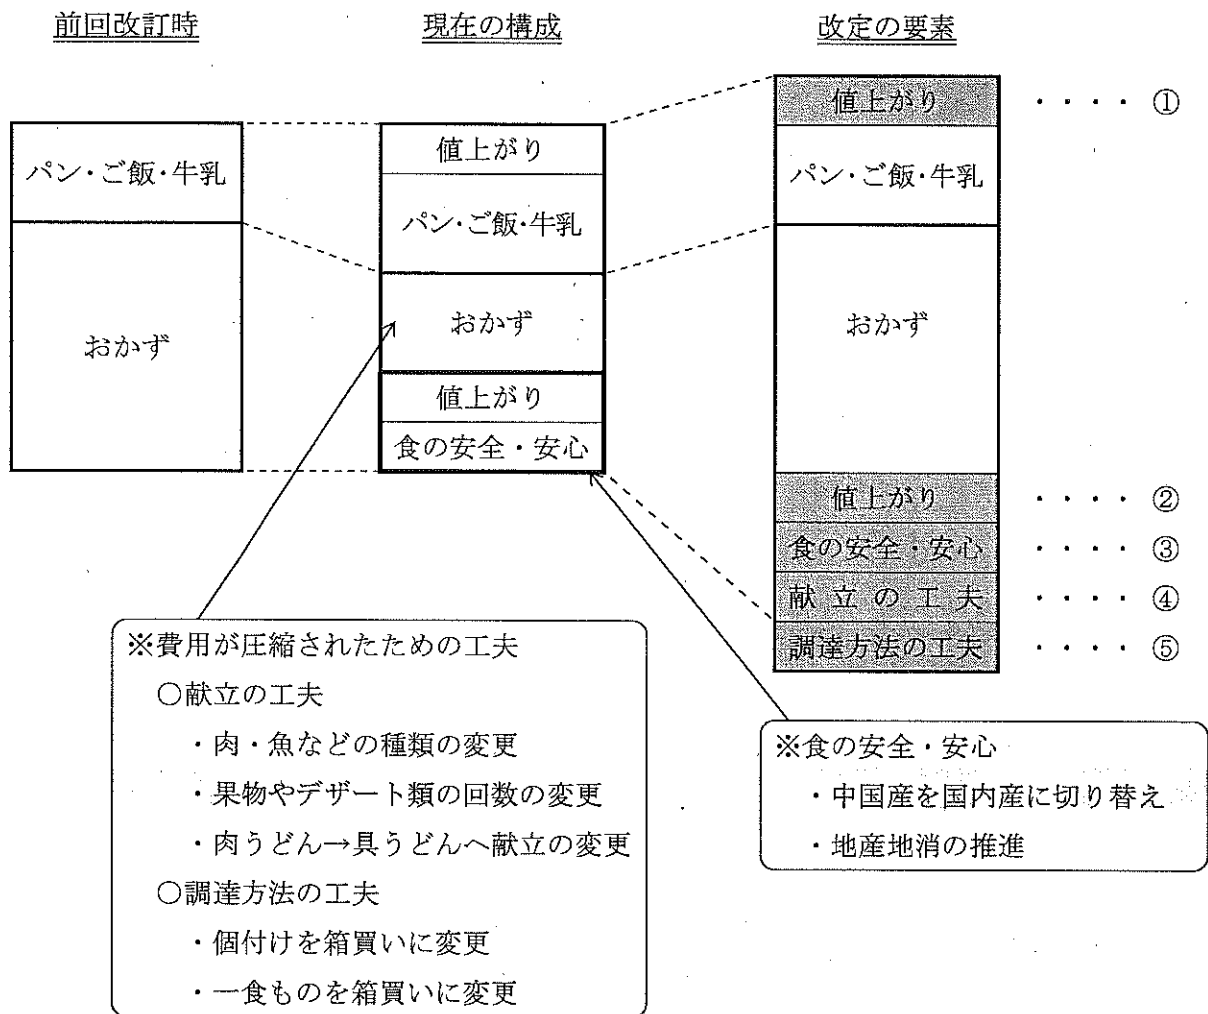 前回改訂時
パン・ご飯・牛乳
おかず
現在の構成
値上がり
パン・ご飯・牛乳
おかず
値上がり
食の安全・安心
改定の要素
値上がり ・・・・ ①
パン・ご飯・牛乳
おかず
値上がり ・・・・ ②
食の安全・安心 ・・・・ ③
献立の工夫 ・・・・ ④
調達方法の工夫 ・・・・ ⑤
※費用が圧縮されたための工夫
○献立の工夫
・肉・魚などの種類の変更
・果物やデザート類の回数の変更
・肉うどん→具うどんへ献立の変更
○調達方法の工夫
・個付けを箱買いに変更
・一食ものを箱買いに変更
※食の安全・安心
・中国産を国内産に切り替え
・地産地消の推進